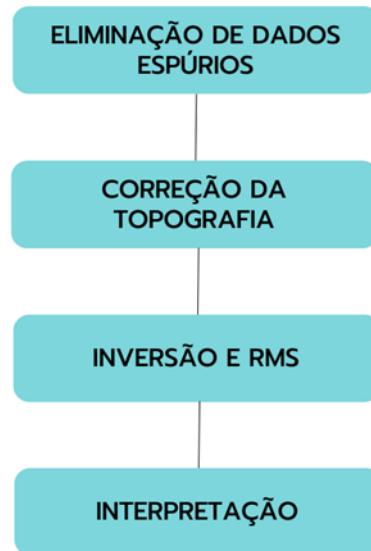 ELIMINAÇÃO DE DADOS
ESPÚRIOS
CORREÇÃO DA
TOPOGRAFIA
INVERSÃO E RMS
INTERPRETAÇÃO